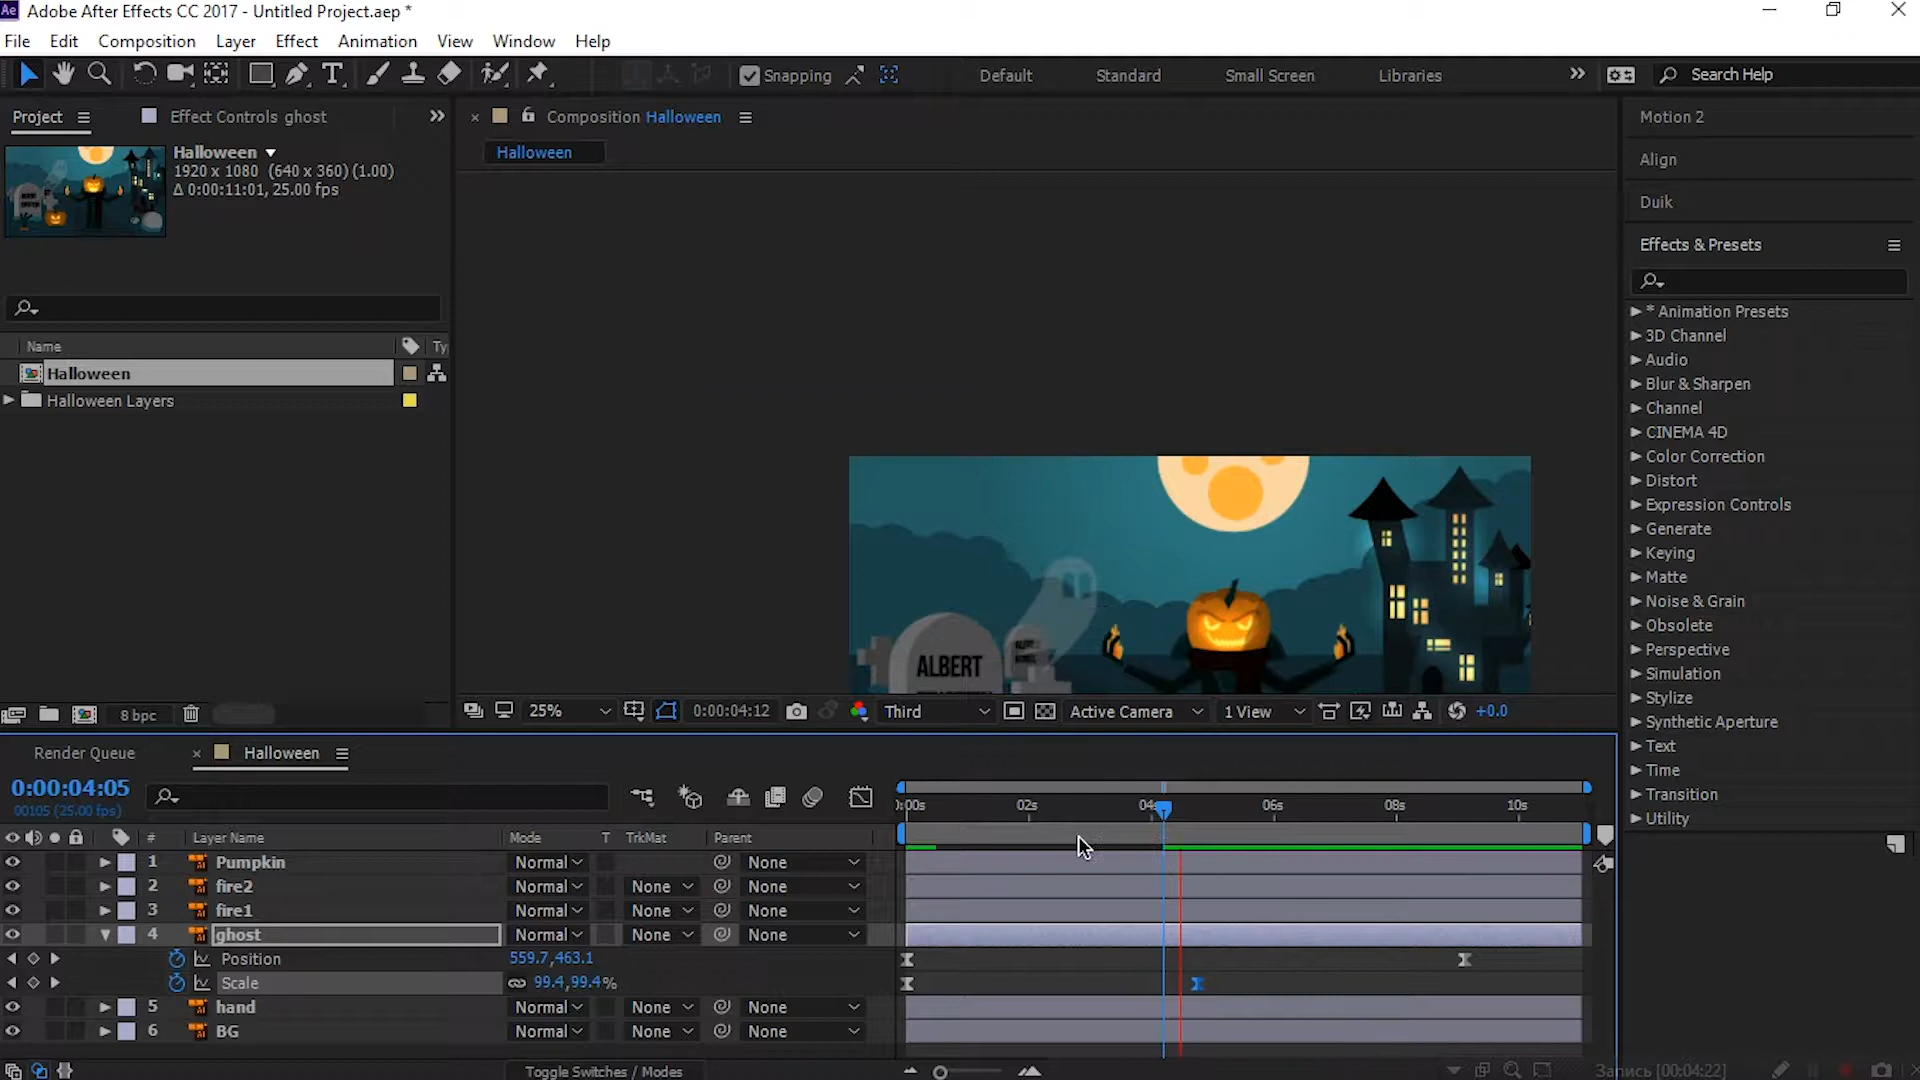 Ae Adobe After Effects CC 2017 - Untitled Project.aep *
File Edit Composition Layer Effect Animation View Window Help
Snapping Default Standard Small Screen Libraries Search Help
Project Effect Controls ghost
Halloween
1920 x 1080 (640 x 360) (1.00)
Δ 0:00:11:01, 25.00 fps
Name Ty
Halloween
Halloween Layers
8 bpc
Composition Halloween
Halloween
ALBERT
25% 0:00:04:12 Third Active Camera 1 View +0.0
Motion 2
Align
Duik
Effects & Presets
* Animation Presets
3D Channel
Audio
Blur & Sharpen
Channel
CINEMA 4D
Color Correction
Distort
Expression Controls
Generate
Keying
Matte
Noise & Grain
Obsolete
Perspective
Simulation
Stylize
Synthetic Aperture
Text
Time
Transition
Utility
Render Queue Halloween
0:00:04:05
00105 (25.00 fps)
:00s 02s 04s 06s 08s 10s
# Layer Name Mode T TrkMat Parent
1 Pumpkin Normal None
2 fire2 Normal None None
3 fire1 Normal None None
4 ghost Normal None None
Position 559.7,463.1
Scale 99.4,99.4%
5 hand Normal None None
6 BG Normal None None
Toggle Switches / Modes
Запись [00:04:22]